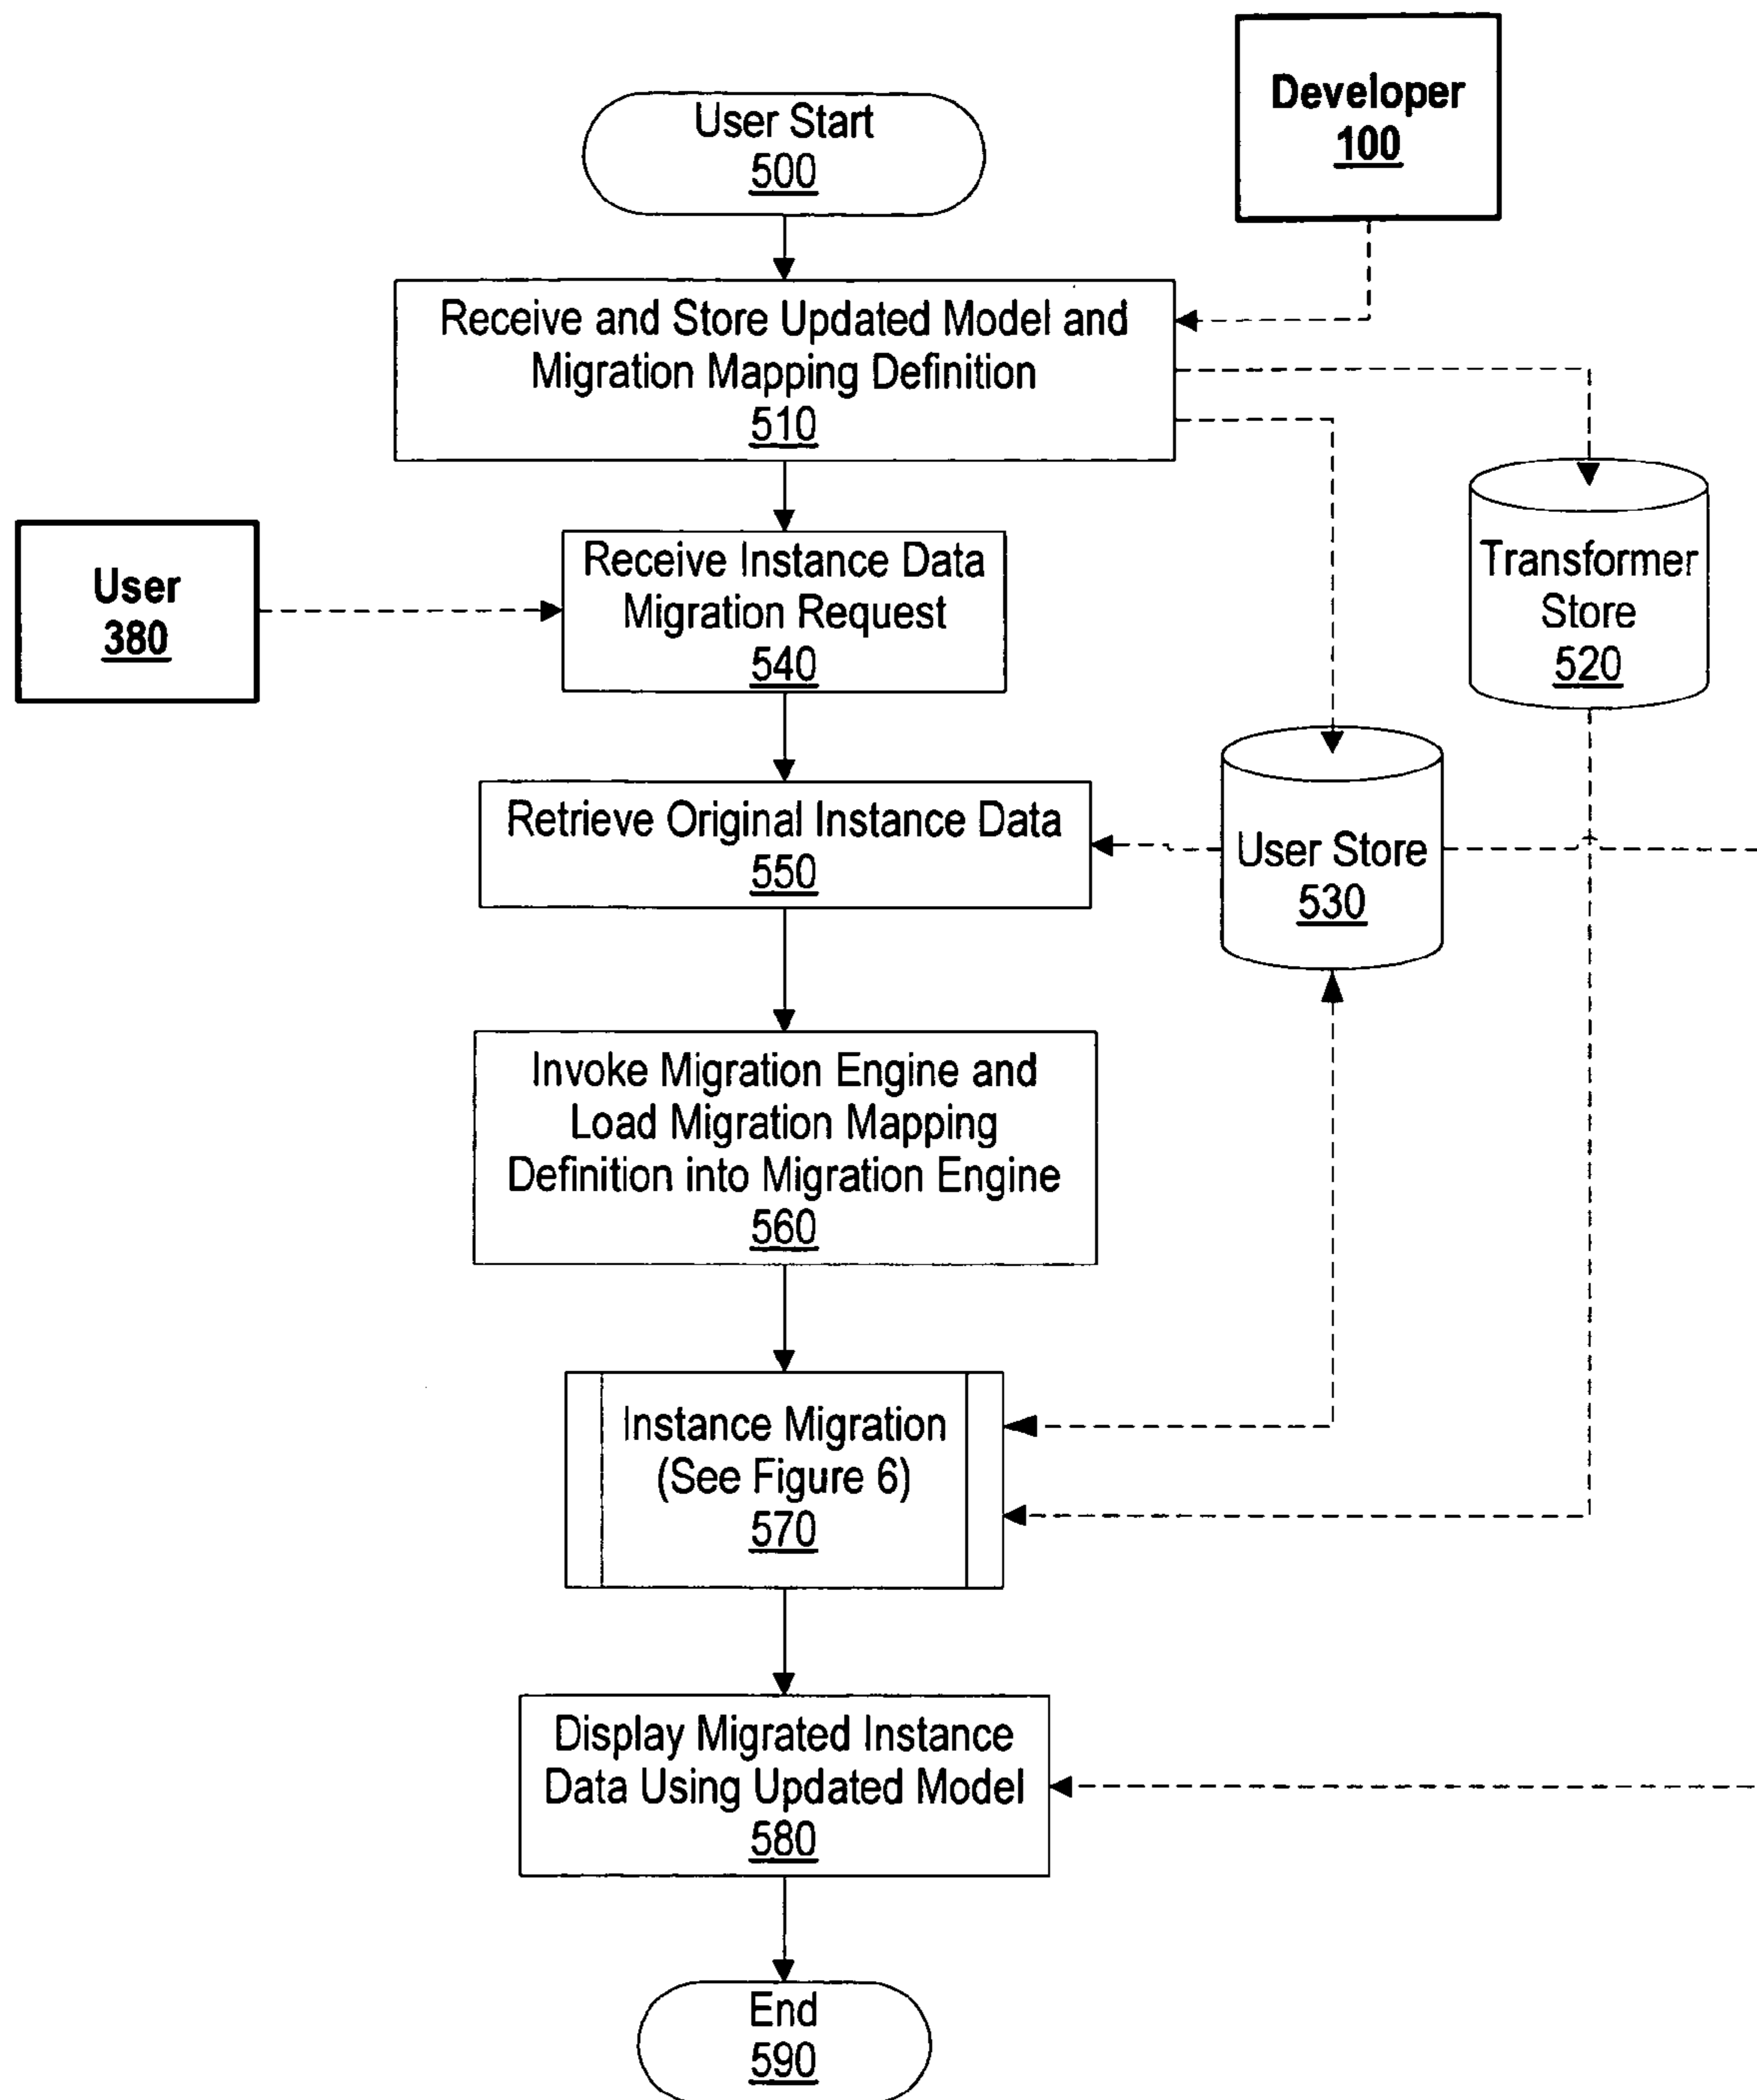 User Start
500
Developer
100
Receive and Store Updated Model and
Migration Mapping Definition
510
User
380
Receive Instance Data
Migration Request
540
Transformer
Store
520
Retrieve Original Instance Data
550
User Store
530
Invoke Migration Engine and
Load Migration Mapping
Definition into Migration Engine
560
Instance Migration
(See Figure 6)
570
Display Migrated Instance
Data Using Updated Model
580
End
590